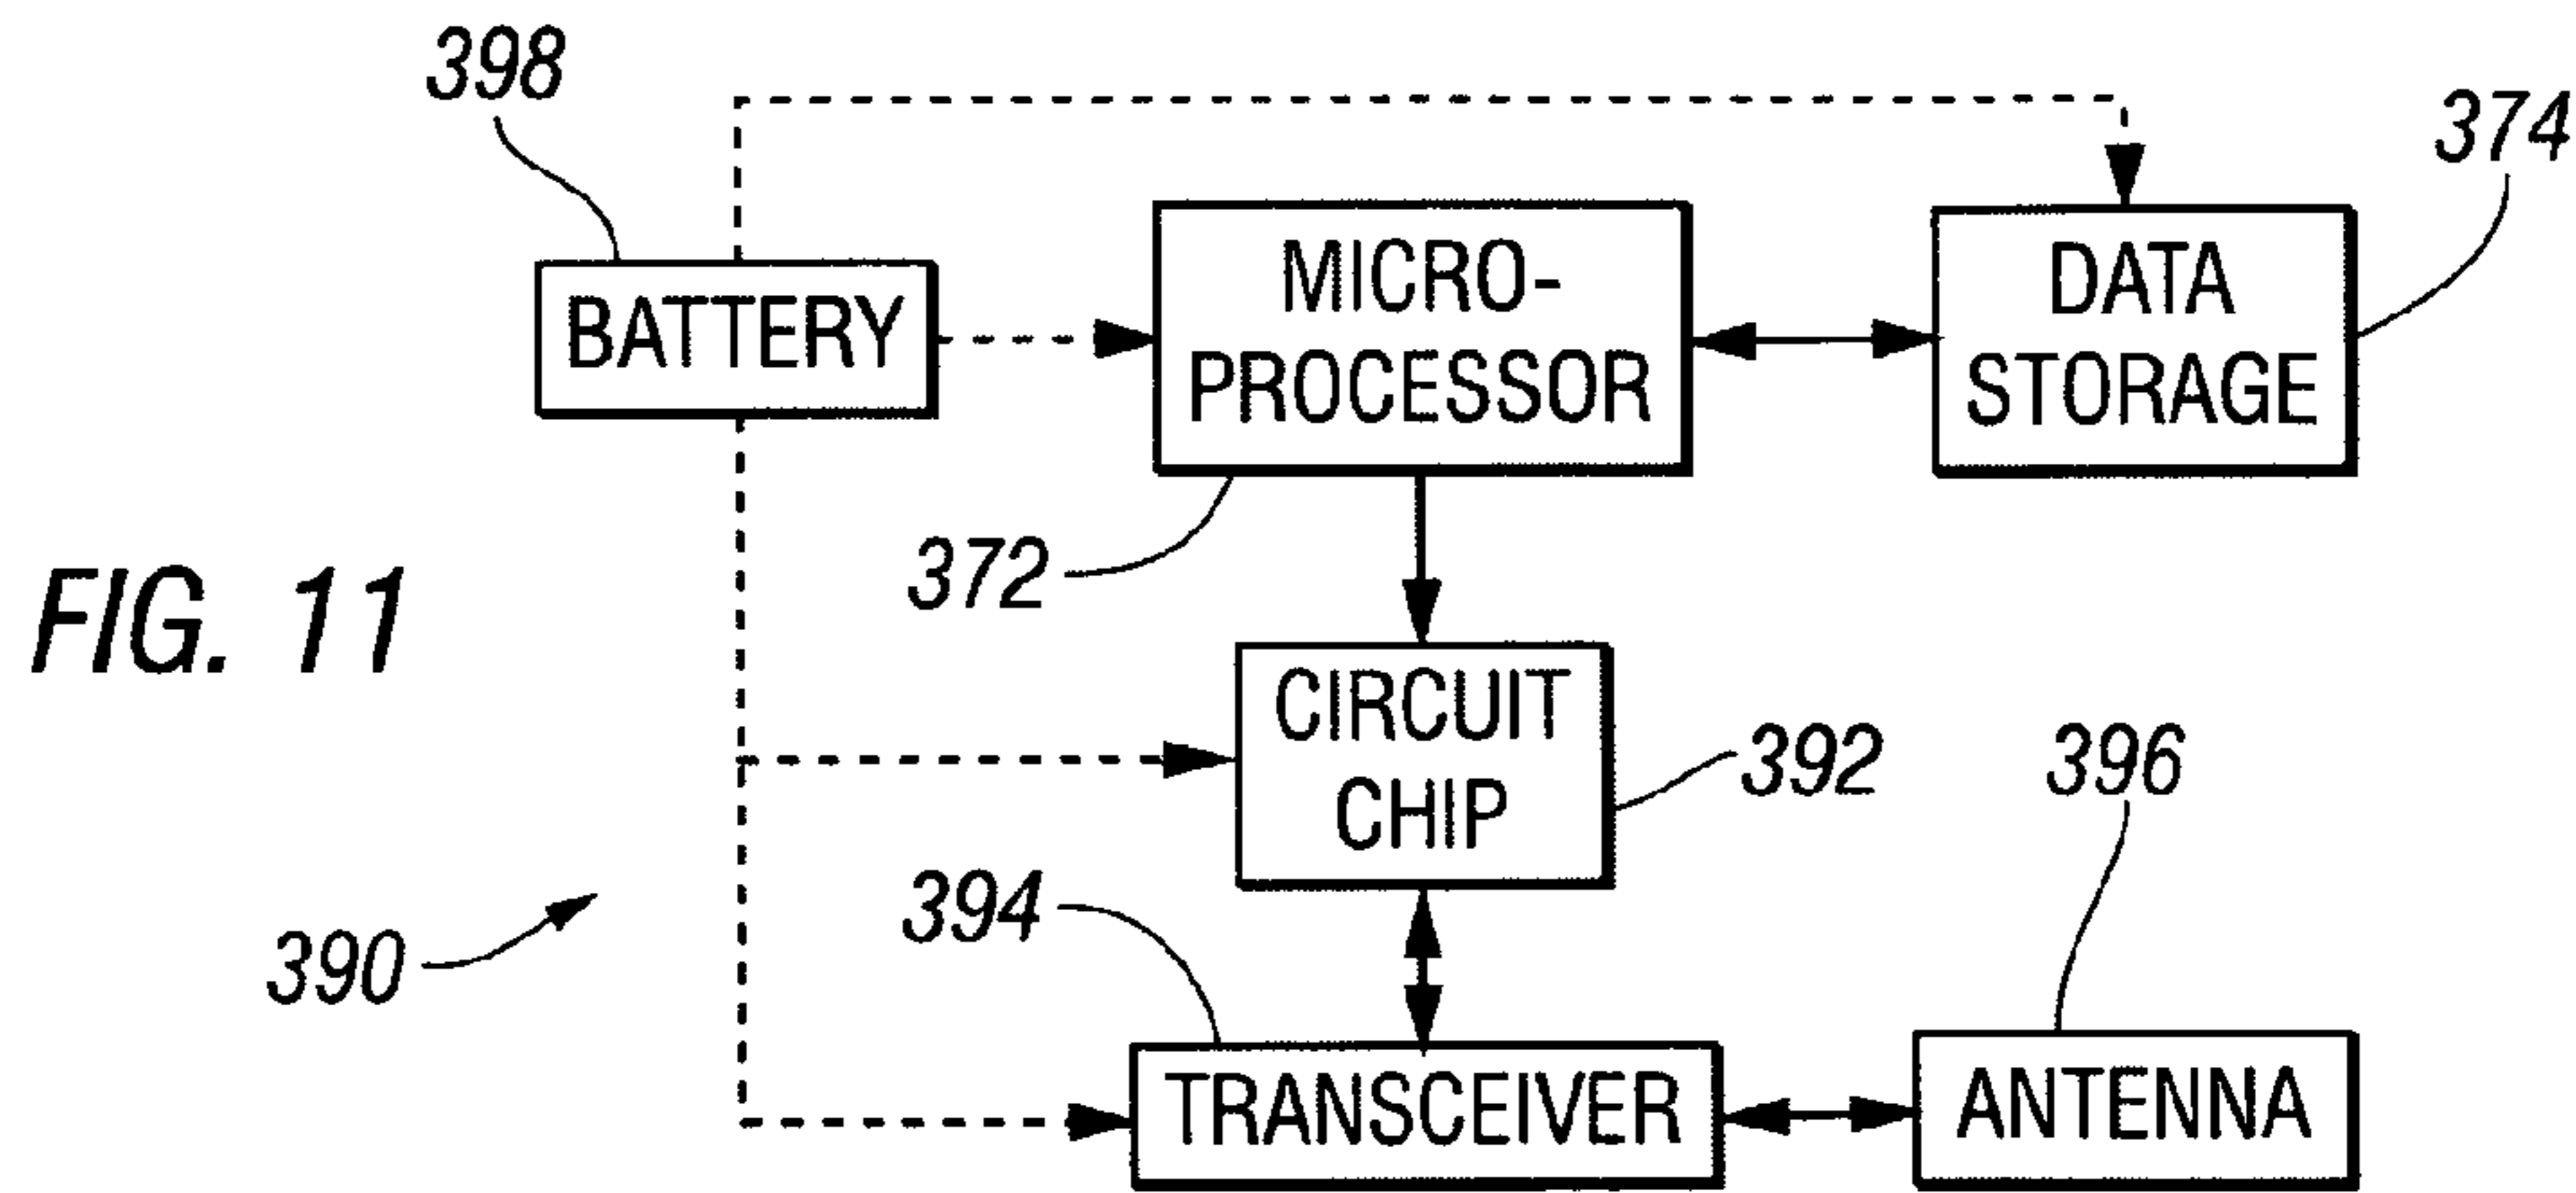 398
374
BATTERY
MICRO-
PROCESSOR
DATA
STORAGE
372
FIG. 11
CIRCUIT
CHIP
392
396
394
390
TRANSCEIVER
ANTENNA